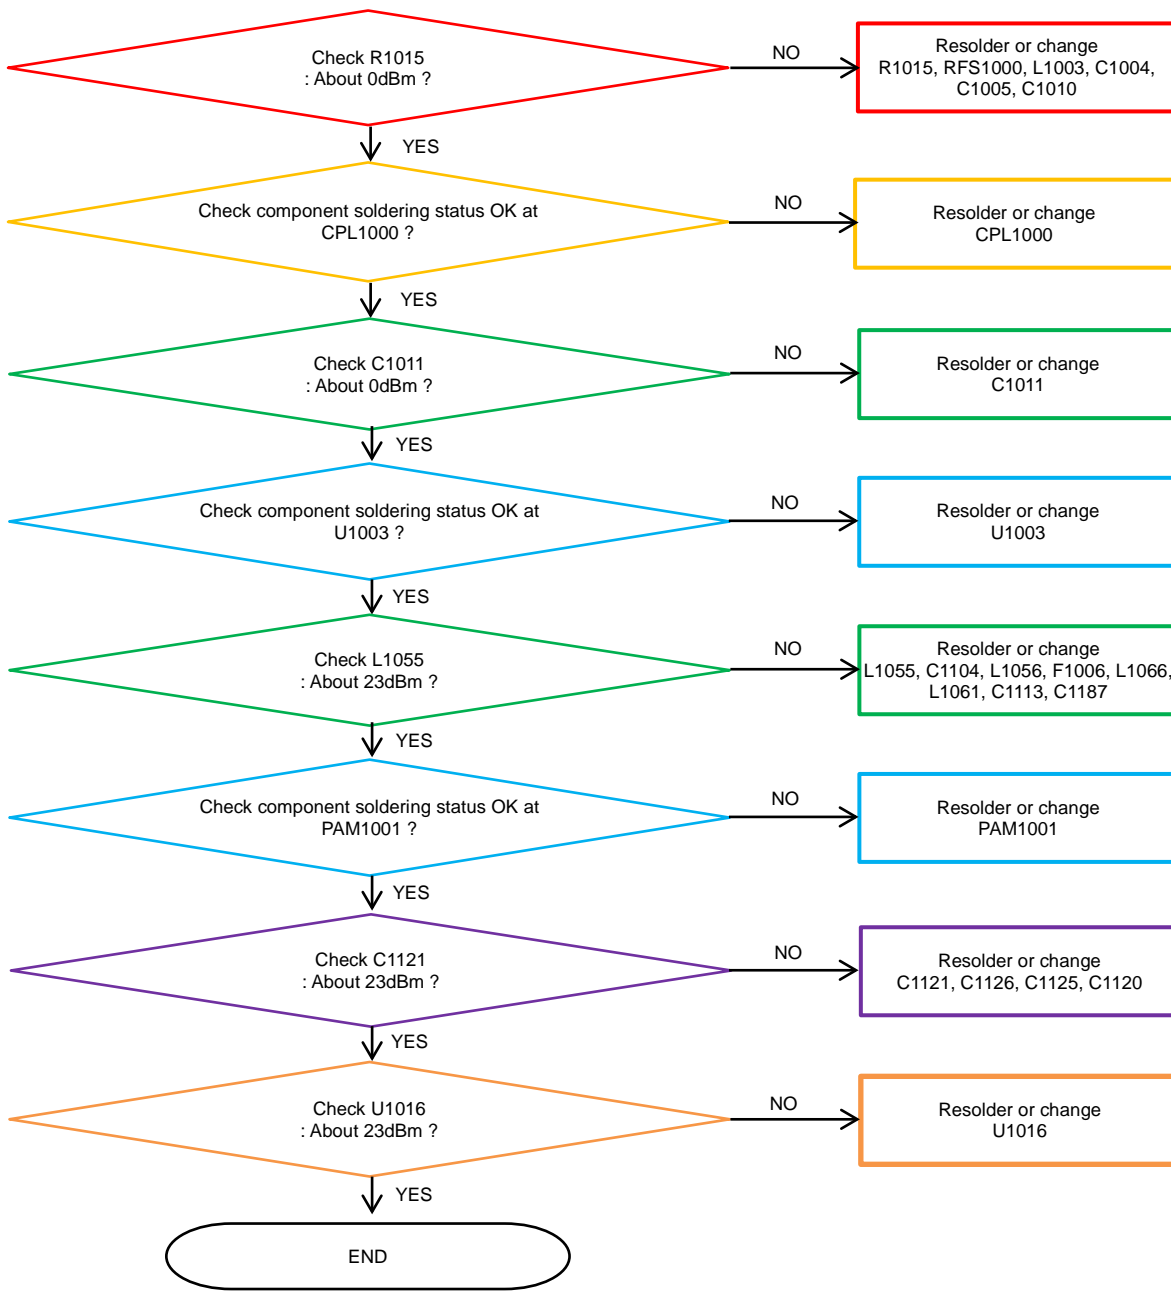 Check R1015
: About 0dBm ?
NO
Resolder or change
R1015, RFS1000, L1003, C1004,
C1005, C1010
YES
Check component soldering status OK at
CPL1000 ?
NO
Resolder or change
CPL1000
YES
Check C1011
: About 0dBm ?
NO
Resolder or change
C1011
YES
Check component soldering status OK at
U1003 ?
NO
Resolder or change
U1003
YES
Check L1055
: About 23dBm ?
NO
Resolder or change
L1055, C1104, L1056, F1006, L1066,
L1061, C1113, C1187
YES
Check component soldering status OK at
PAM1001 ?
NO
Resolder or change
PAM1001
YES
Check C1121
: About 23dBm ?
NO
Resolder or change
C1121, C1126, C1125, C1120
YES
Check U1016
: About 23dBm ?
NO
Resolder or change
U1016
YES
END